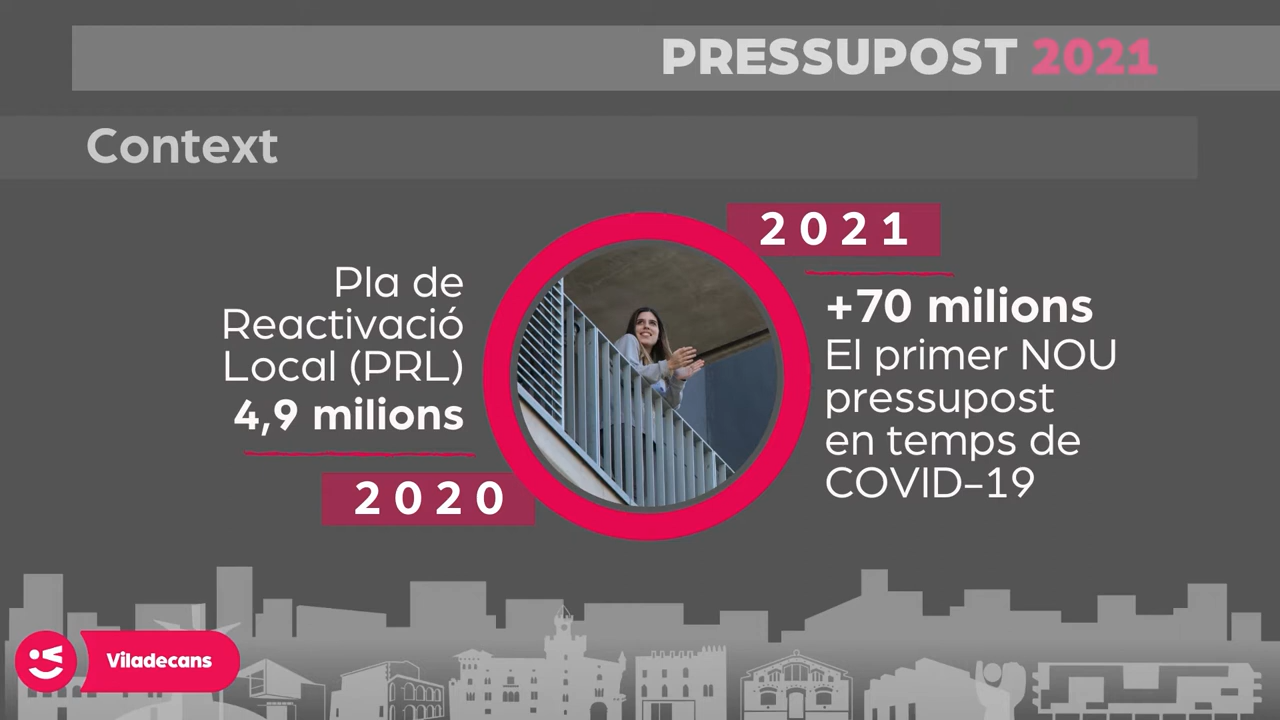 PRESSUPOST 2021
Context
Pla de
Reactivació
Local (PRL)
4,9 milions
2020
2021
+70 milions
El primer NOU
pressupost
en temps de
COVID-19
Viladecans